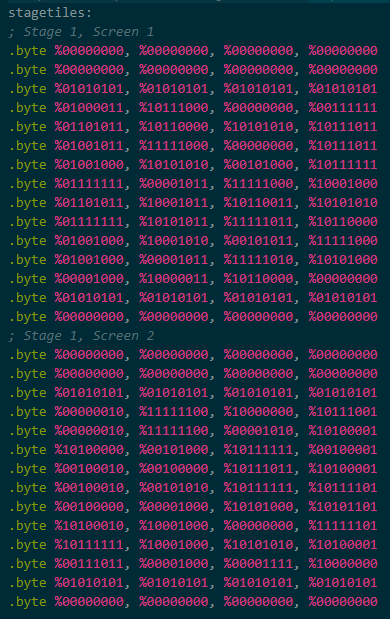 stagetiles:
; Stage 1, Screen 1
.byte %00000000, %00000000, %00000000, %00000000
.byte %00000000, %00000000, %00000000, %00000000
.byte %01010101, %01010101, %01010101, %01010101
.byte %01000011, %10111000, %00000000, %00111111
.byte %01101011, %10110000, %10101010, %10111011
.byte %01001011, %11111000, %00000000, %10111011
.byte %01001000, %10101010, %00101000, %10111111
.byte %01111111, %00001011, %11111000, %10001000
.byte %01101011, %10001011, %10110011, %10101010
.byte %01111111, %10101011, %11111011, %10110000
.byte %01001000, %10001010, %00101011, %11111000
.byte %01001000, %00001011, %11111010, %10101000
.byte %00001000, %10000011, %10110000, %00000000
.byte %01010101, %01010101, %01010101, %01010101
.byte %00000000, %00000000, %00000000, %00000000
; Stage 1, Screen 2
.byte %00000000, %00000000, %00000000, %00000000
.byte %00000000, %00000000, %00000000, %00000000
.byte %01010101, %01010101, %01010101, %01010101
.byte %00000010, %11111100, %10000000, %10111001
.byte %00000010, %11111100, %00001010, %10100001
.byte %10100000, %00101000, %10111111, %00100001
.byte %00100010, %00100000, %10111011, %10100001
.byte %00100010, %00101010, %10111111, %10111101
.byte %00100000, %00001000, %10101000, %10101101
.byte %10100010, %10001000, %00000000, %11111101
.byte %10111111, %10001000, %10101010, %10100001
.byte %00111011, %00001000, %00001111, %10000000
.byte %01010101, %01010101, %01010101, %01010101
.byte %00000000, %00000000, %00000000, %00000000